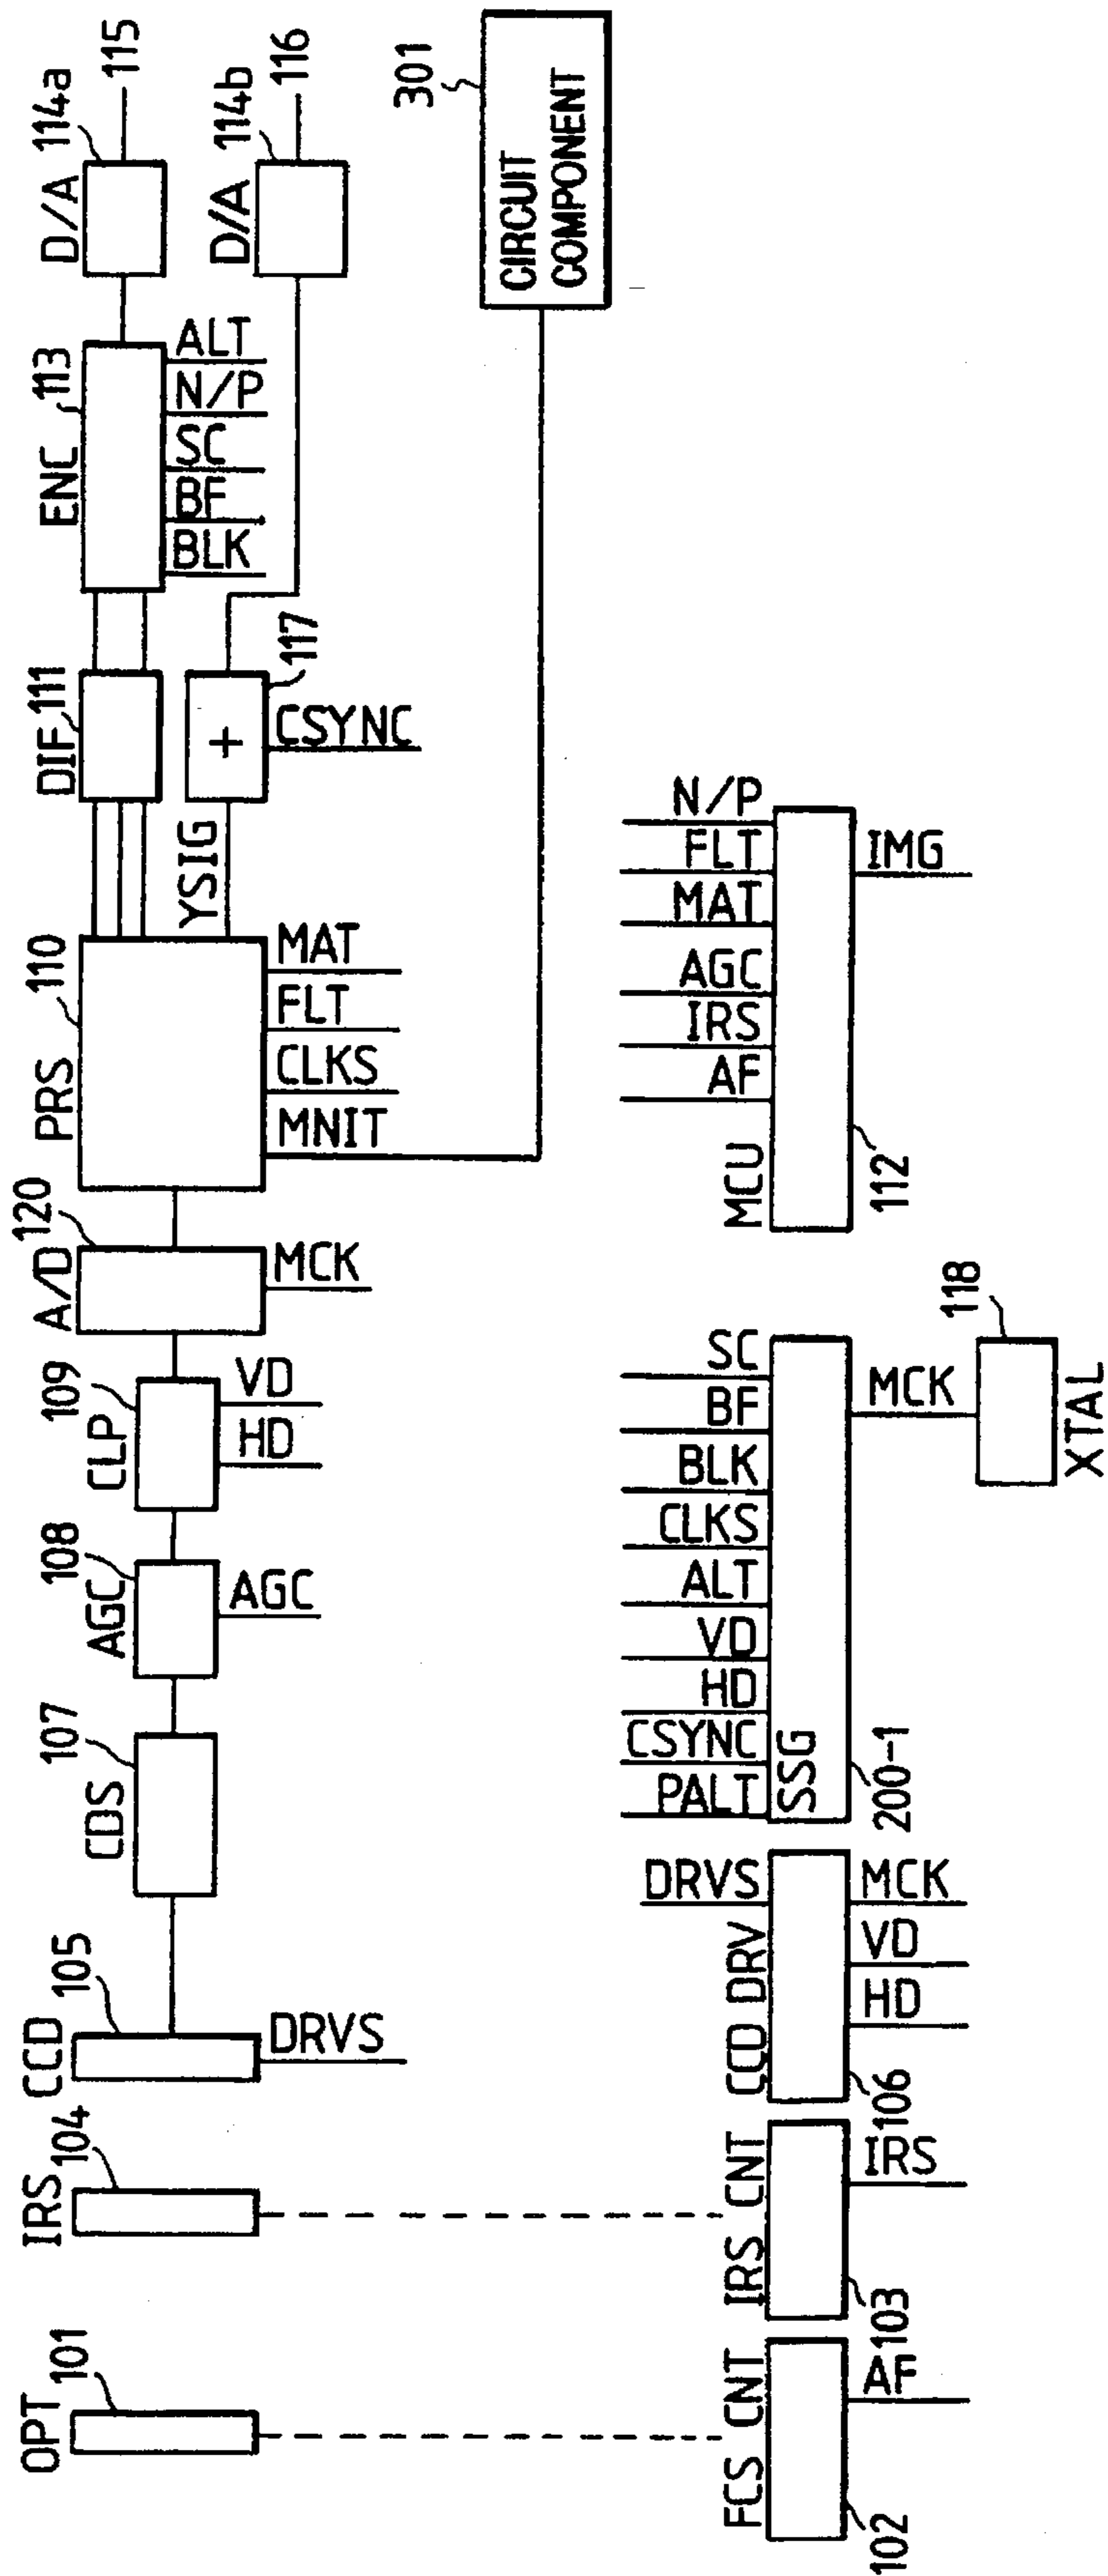 OPT
101
IRS
104
CCD
105
DRVS
CDS
107
AGC
108
AGC
CLP
109
HD
VD
A/D
120
MCK
PRS
110
MNIT
CLKS
FLT
MAT
YSIG
DIF
111
+
117
CSYNC
ENC
113
BLK
BF
SC
N/P
ALT
D/A
114a
115
D/A
114b
116
301
CIRCUIT
COMPONENT
FCS CNT
102
AF
IRS CNT
103
IRS
CCD DRV
DRVS
106
HD
VD
MCK
PALT
CSYNC
HD
VD
ALT
CLKS
BLK
BF
SC
SSG
200-1
MCK
118
XTAL
MCU
AF
IRS
AGC
MAT
FLT
N/P
112
IMG